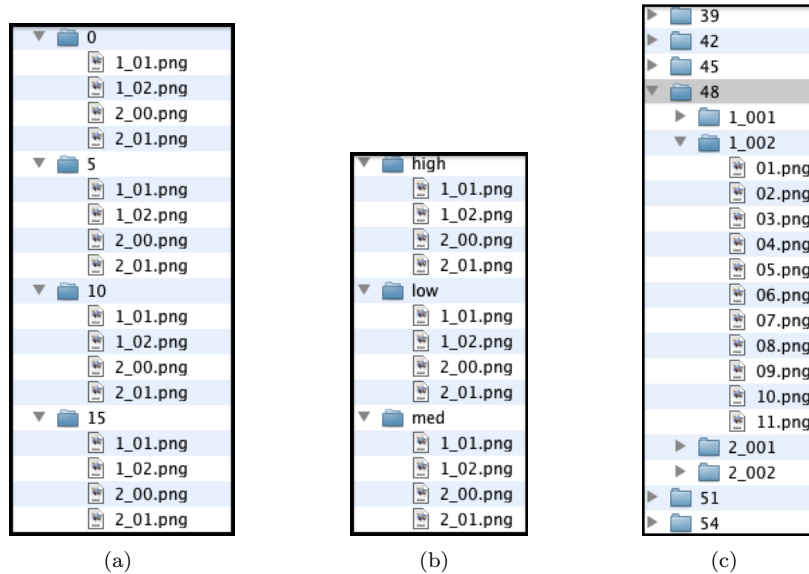 0
1_01.png
1_02.png
2_00.png
2_01.png
5
1_01.png
1_02.png
2_00.png
2_01.png
10
1_01.png
1_02.png
2_00.png
2_01.png
15
1_01.png
1_02.png
2_00.png
2_01.png
(a)
high
1_01.png
1_02.png
2_00.png
2_01.png
low
1_01.png
1_02.png
2_00.png
2_01.png
med
1_01.png
1_02.png
2_00.png
2_01.png
(b)
39
42
45
48
1_001
1_002
01.png
02.png
03.png
04.png
05.png
06.png
07.png
08.png
09.png
10.png
11.png
2_001
2_002
51
54
(c)